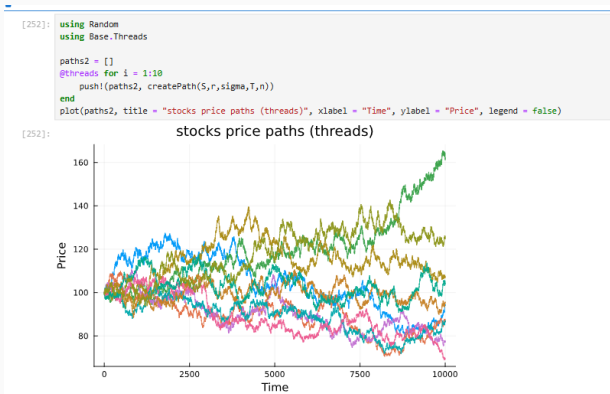 [252]: using Random
using Base.Threads
paths2 = []
@threads for i = 1:10
push!(paths2, createPath(S,r,sigma,T,n))
end
plot(paths2, title = "stocks price paths (threads)", xlabel = "Time", ylabel = "Price", legend = false)
[252]:
stocks price paths (threads)
160
140
120
100
80
Price
0 2500 5000 7500 10000
Time